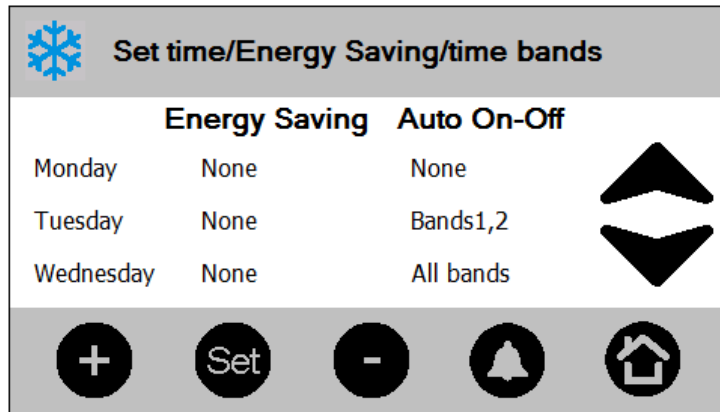 Set time/Energy Saving/time bands
Energy Saving Auto On-Off
Monday None None
Tuesday None Bands1,2
Wednesday None All bands
+ Set -